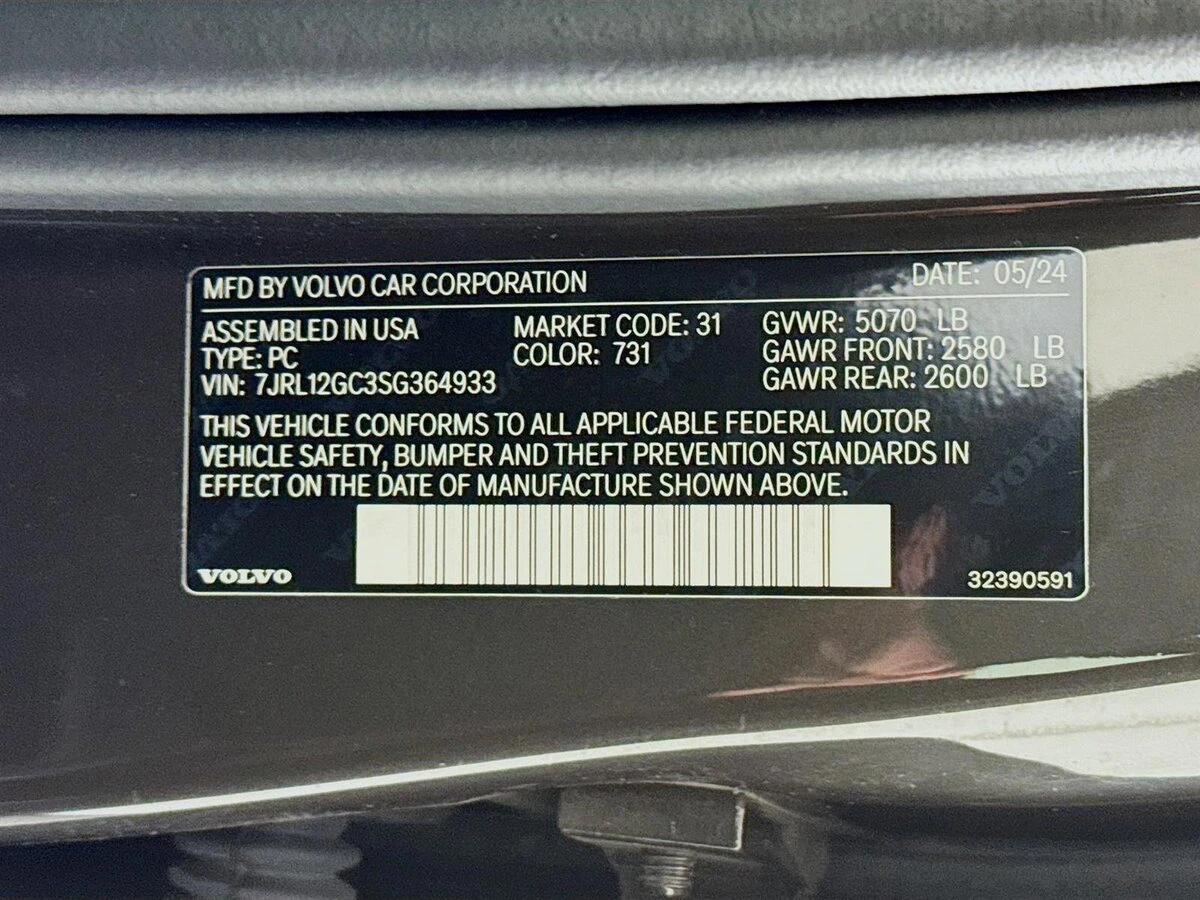 MFD BY VOLVO CAR CORPORATION DATE: 05/24
ASSEMBLED IN USA MARKET CODE: 31 GVWR: 5070 LB
TYPE: PC COLOR: 731 GAWR FRONT: 2580 LB
VIN: 7JRL12GC3SG364933 GAWR REAR: 2600 LB
THIS VEHICLE CONFORMS TO ALL APPLICABLE FEDERAL MOTOR
VEHICLE SAFETY, BUMPER AND THEFT PREVENTION STANDARDS IN
EFFECT ON THE DATE OF MANUFACTURE SHOWN ABOVE.
VOLVO 32390591